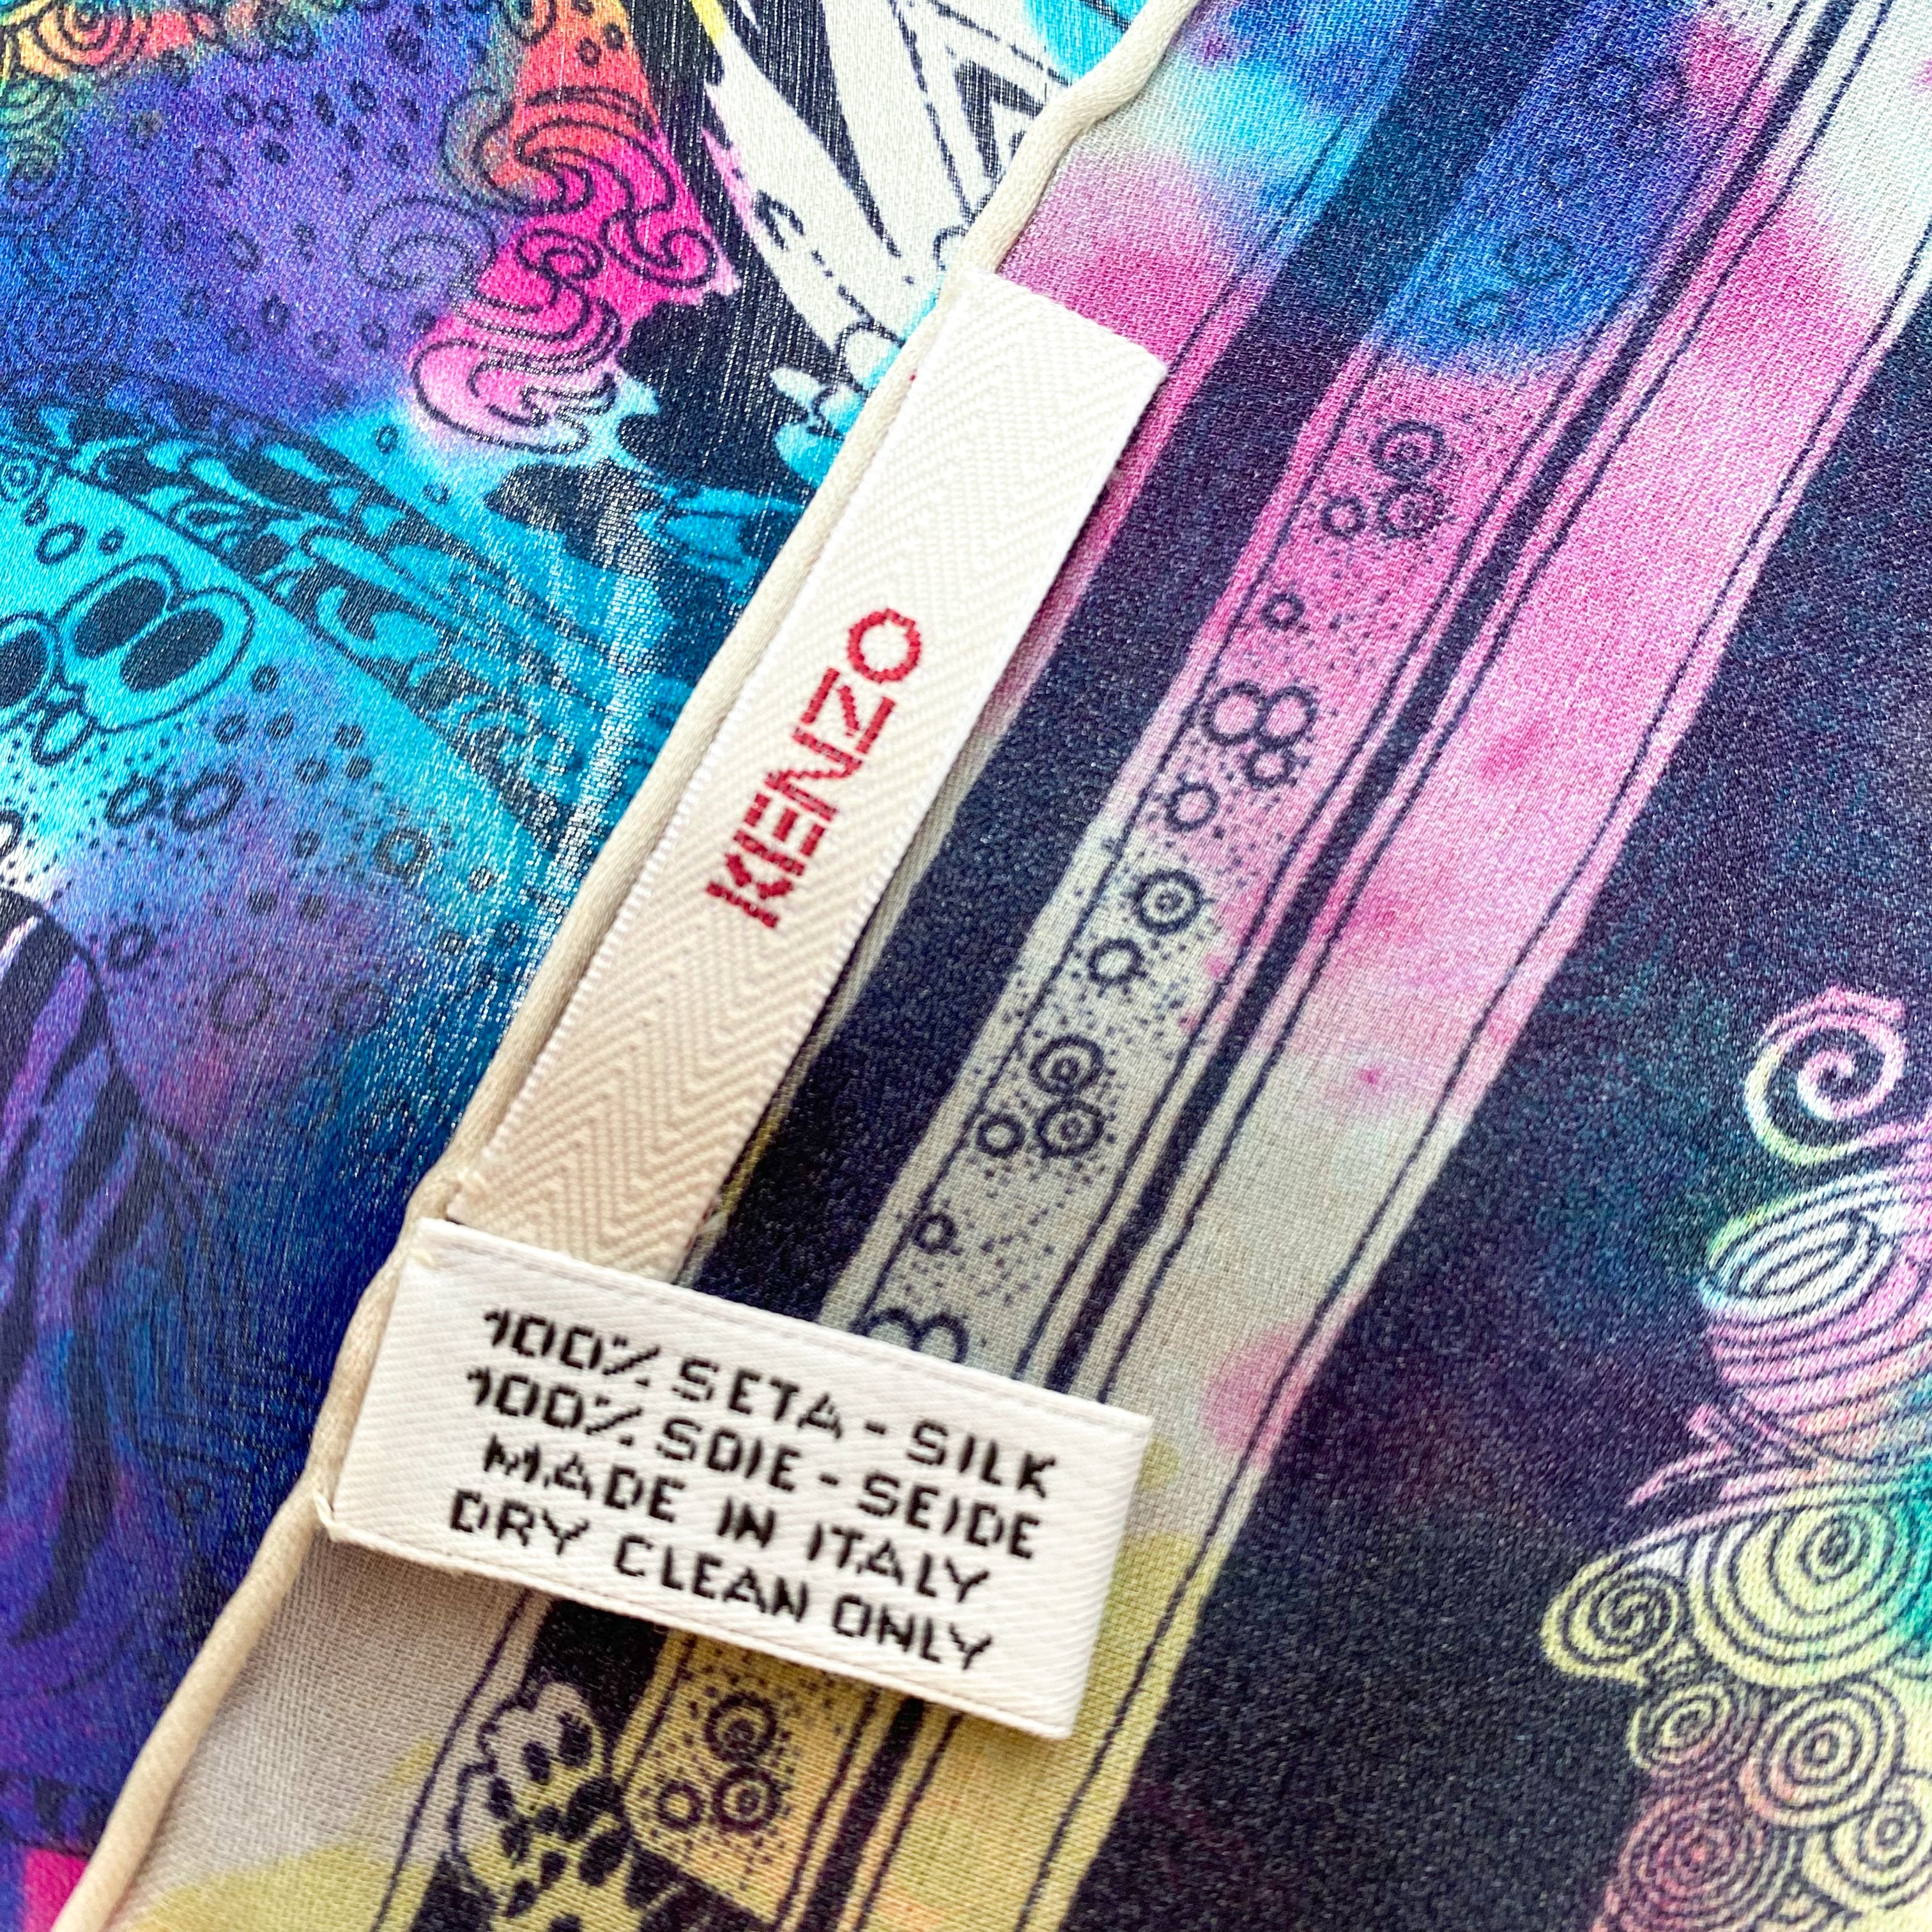 KENZO
100% SETA - SILK
100% SOIE - SEIDE
MADE IN ITALY
DRY CLEAN ONLY